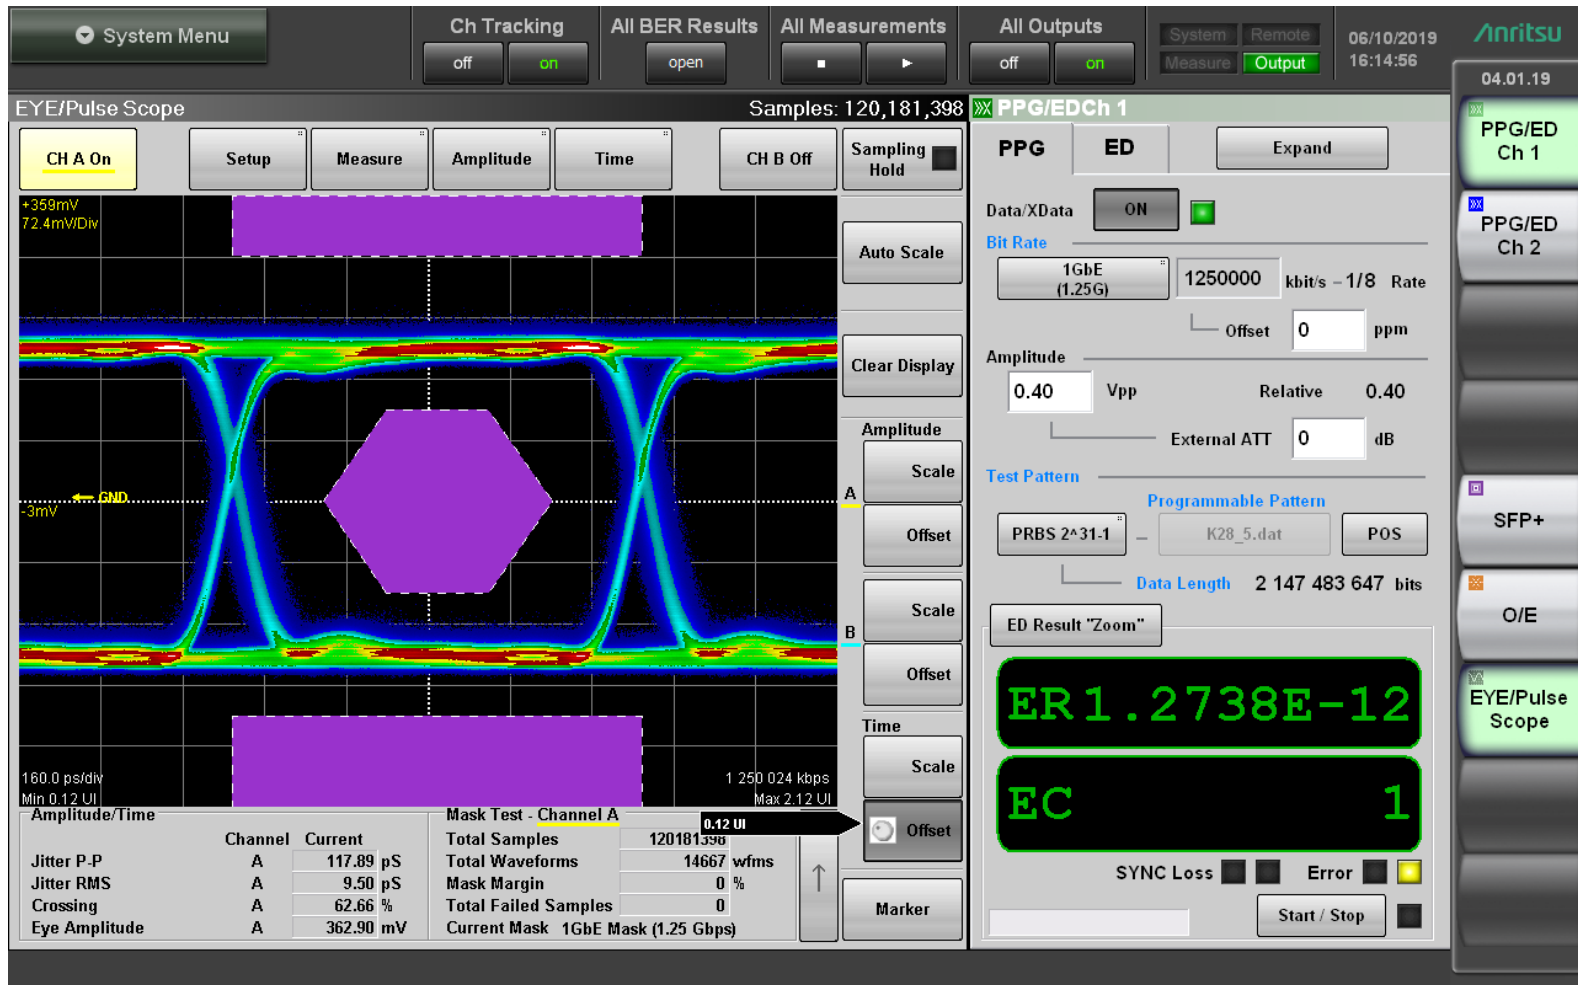 System Menu
Ch Tracking
off on
All BER Results
open
All Measurements
All Outputs
off on
System Remote
Measure Output
06/10/2019
16:14:56
Anritsu
04.01.19
EYE/Pulse Scope
Samples: 120,181,398
CH A On
Setup
Measure
Amplitude
Time
CH B Off
Sampling
Hold
+359mV
72.4mV/Div
GND
-3mV
160.0 ps/div
Min 0.12 UI
1 250 024 kbps
Max 2.12 UI
Auto Scale
Clear Display
Amplitude
Scale
A
Offset
Scale
B
Offset
Time
Scale
0.12 UI
Offset
Marker
Amplitude/Time
Channel Current
Jitter P-P A 117.89 pS
Jitter RMS A 9.50 pS
Crossing A 62.66 %
Eye Amplitude A 362.90 mV
Mask Test - Channel A
Total Samples 120181398
Total Waveforms 14667 wfms
Mask Margin 0 %
Total Failed Samples 0
Current Mask 1GbE Mask (1.25 Gbps)
PPG/EDCh 1
PPG ED
Expand
Data/XData ON
Bit Rate
1GbE
(1.25G)
1250000 kbit/s – 1/8 Rate
Offset 0 ppm
Amplitude
0.40 Vpp Relative 0.40
External ATT 0 dB
Test Pattern
Programmable Pattern
PRBS 2^31-1 – K28_5.dat POS
Data Length 2 147 483 647 bits
ED Result "Zoom"
ER 1.2738E-12
EC 1
SYNC Loss Error
Start / Stop
PPG/ED
Ch 1
PPG/ED
Ch 2
SFP+
O/E
EYE/Pulse
Scope